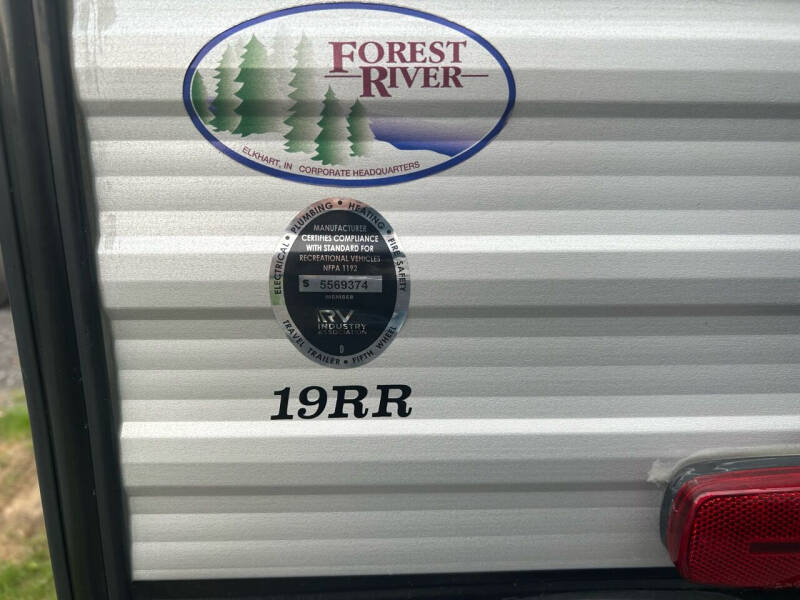 FOREST
RIVER
ELKHART, IN CORPORATE HEADQUARTERS
ELECTRICAL • PLUMBING • HEATING • FIRE SAFETY
MANUFACTURER
CERTIFIES COMPLIANCE
WITH STANDARD FOR
RECREATIONAL VEHICLES
NFPA 1192
S 5569374
MEMBER
RV
INDUSTRY
ASSOCIATION
TRAVEL TRAILER • FIFTH WHEEL
19RR